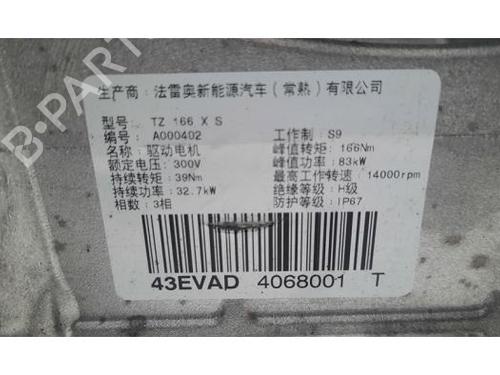 生产商：法雷奥新能源汽车(常熟)有限公司
型号： TZ 166 X S
编号： A000402
名称：驱动电机
额定电压：300V
持续转矩：39Nm
持续功率：32.7kW
相数：3相
工作制：S9
峰值转矩：166Nm
峰值功率：83kW
最高工作转速：14000rpm
绝缘等级：H级
防护等级：IP67
43EVAD 4068001 T